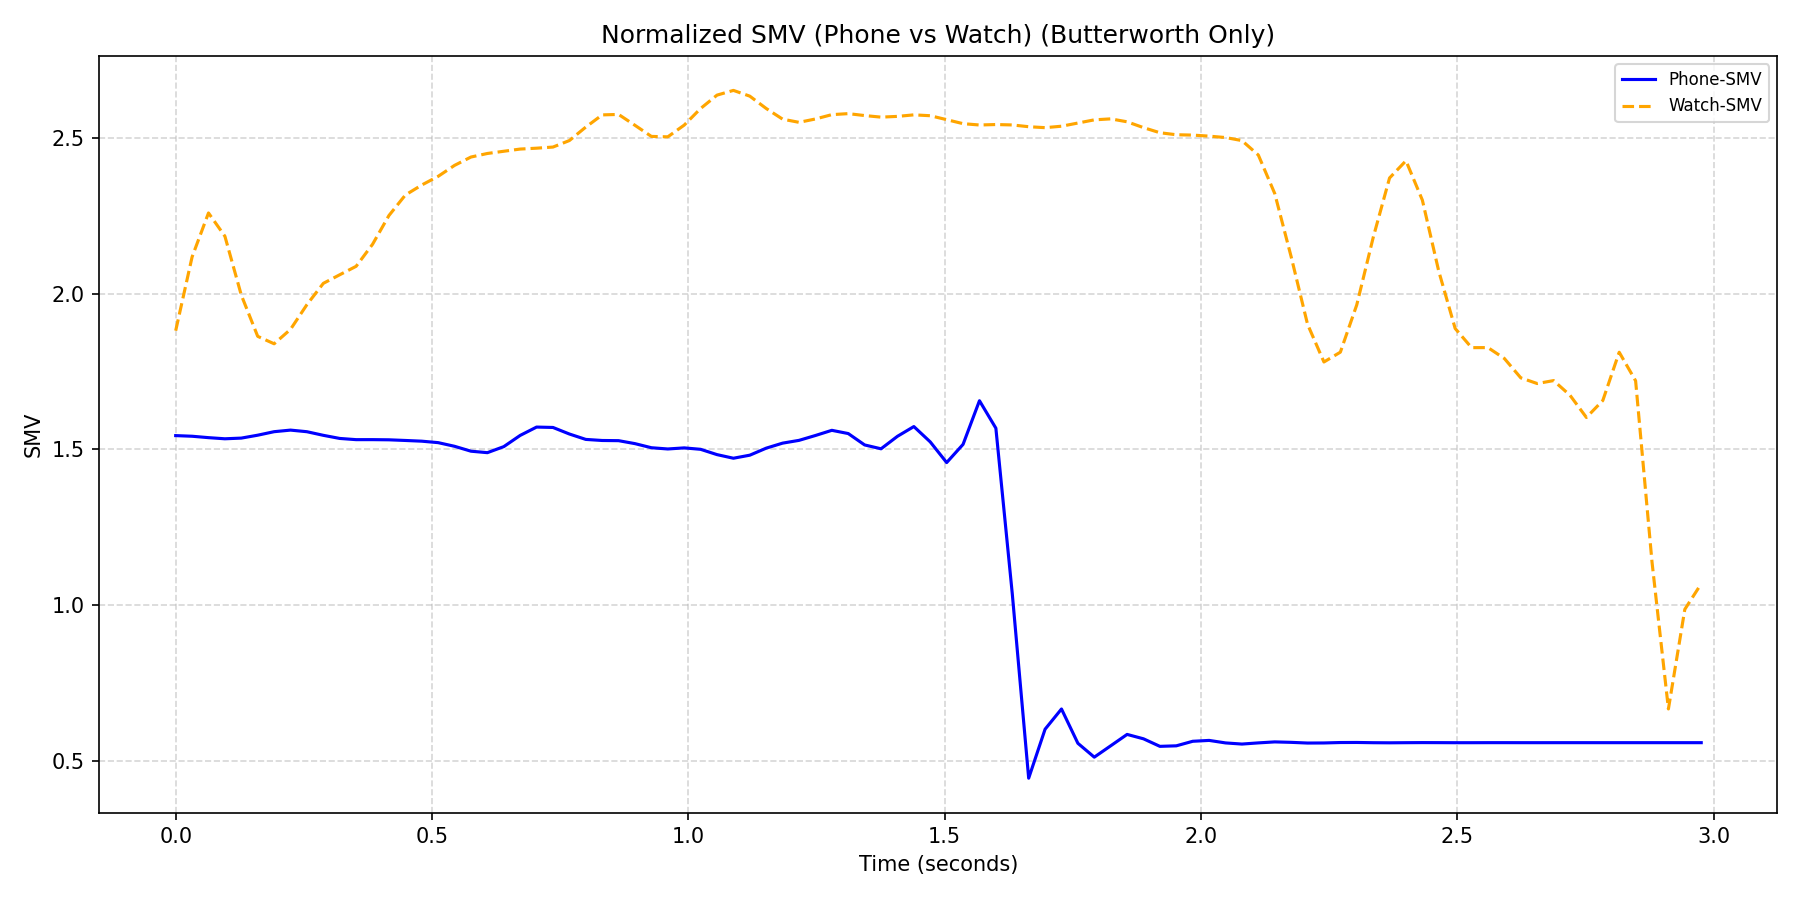 Normalized SMV (Phone vs Watch) (Butterworth Only)
Phone-SMV
Watch-SMV
SMV
2.5
2.0
1.5
1.0
0.5
0.0 0.5 1.0 1.5 2.0 2.5 3.0
Time (seconds)